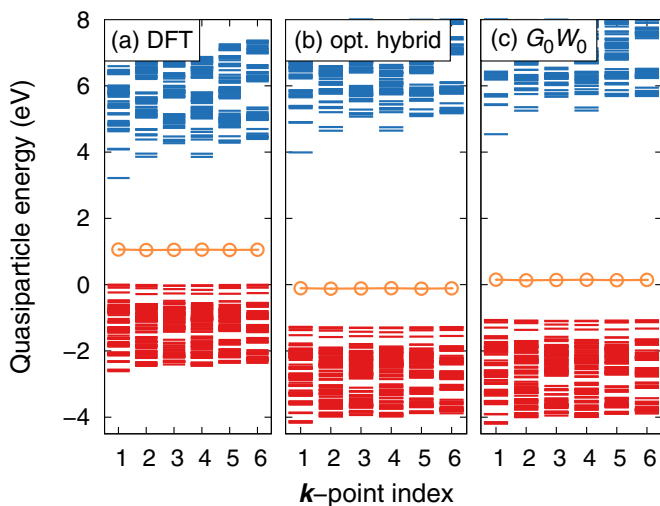 (a) DFT
(b) opt. hybrid
(c) G₀W₀
Quasiparticle energy (eV)
8
6
4
2
0
−2
−4
1 2 3 4 5 6
1 2 3 4 5 6
1 2 3 4 5 6
k−point index